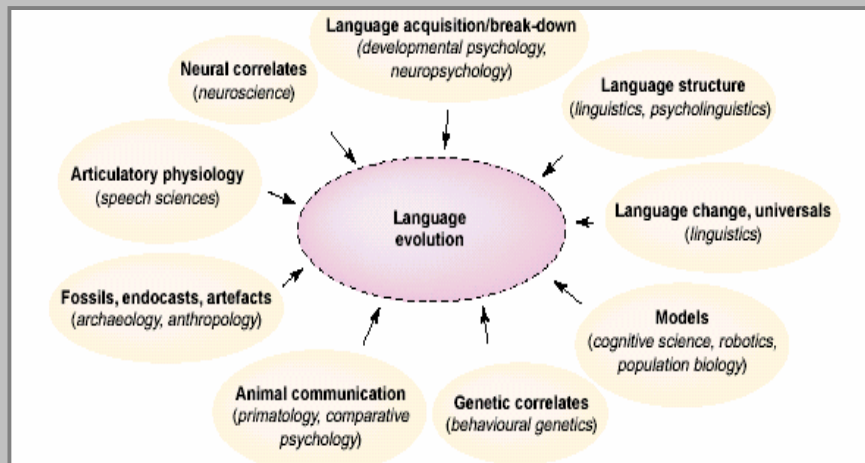 Language acquisition/break-down
(developmental psychology,
neuropsychology)
Neural correlates
(neuroscience)
Language structure
(linguistics, psycholinguistics)
Articulatory physiology
(speech sciences)
Language
evolution
Language change, universals
(linguistics)
Fossils, endocasts, artefacts
(archaeology, anthropology)
Models
(cognitive science, robotics,
population biology)
Animal communication
(primatology, comparative
psychology)
Genetic correlates
(behavioural genetics)